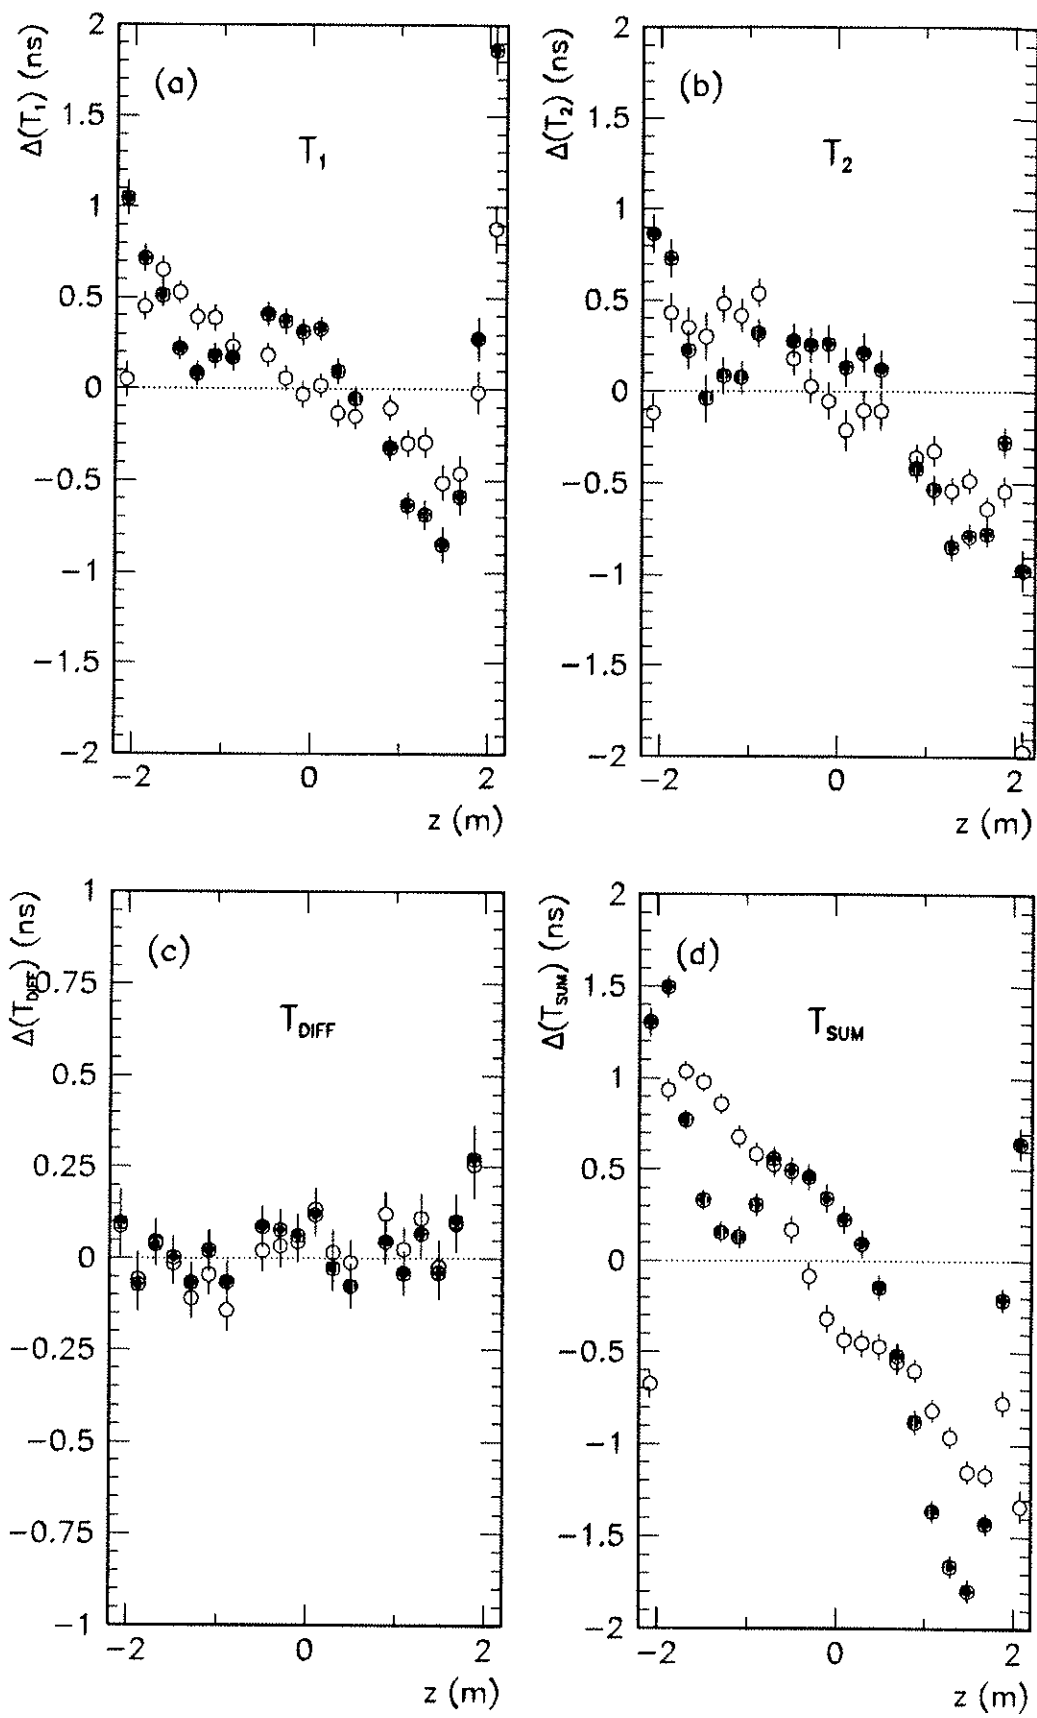 Δ(T₁) (ns)
(a)
T₁
2
1.5
1
0.5
0
−0.5
−1
−1.5
−2
−2 0 2
z (m)
Δ(T₂) (ns)
(b)
T₂
2
1.5
1
0.5
0
−0.5
−1
−1.5
−2
−2 0 2
z (m)
Δ(T_DIFF) (ns)
(c)
T_DIFF
1
0.75
0.5
0.25
0
−0.25
−0.5
−0.75
−1
−2 0 2
z (m)
Δ(T_SUM) (ns)
(d)
T_SUM
2
1.5
1
0.5
0
−0.5
−1
−1.5
−2
−2 0 2
z (m)